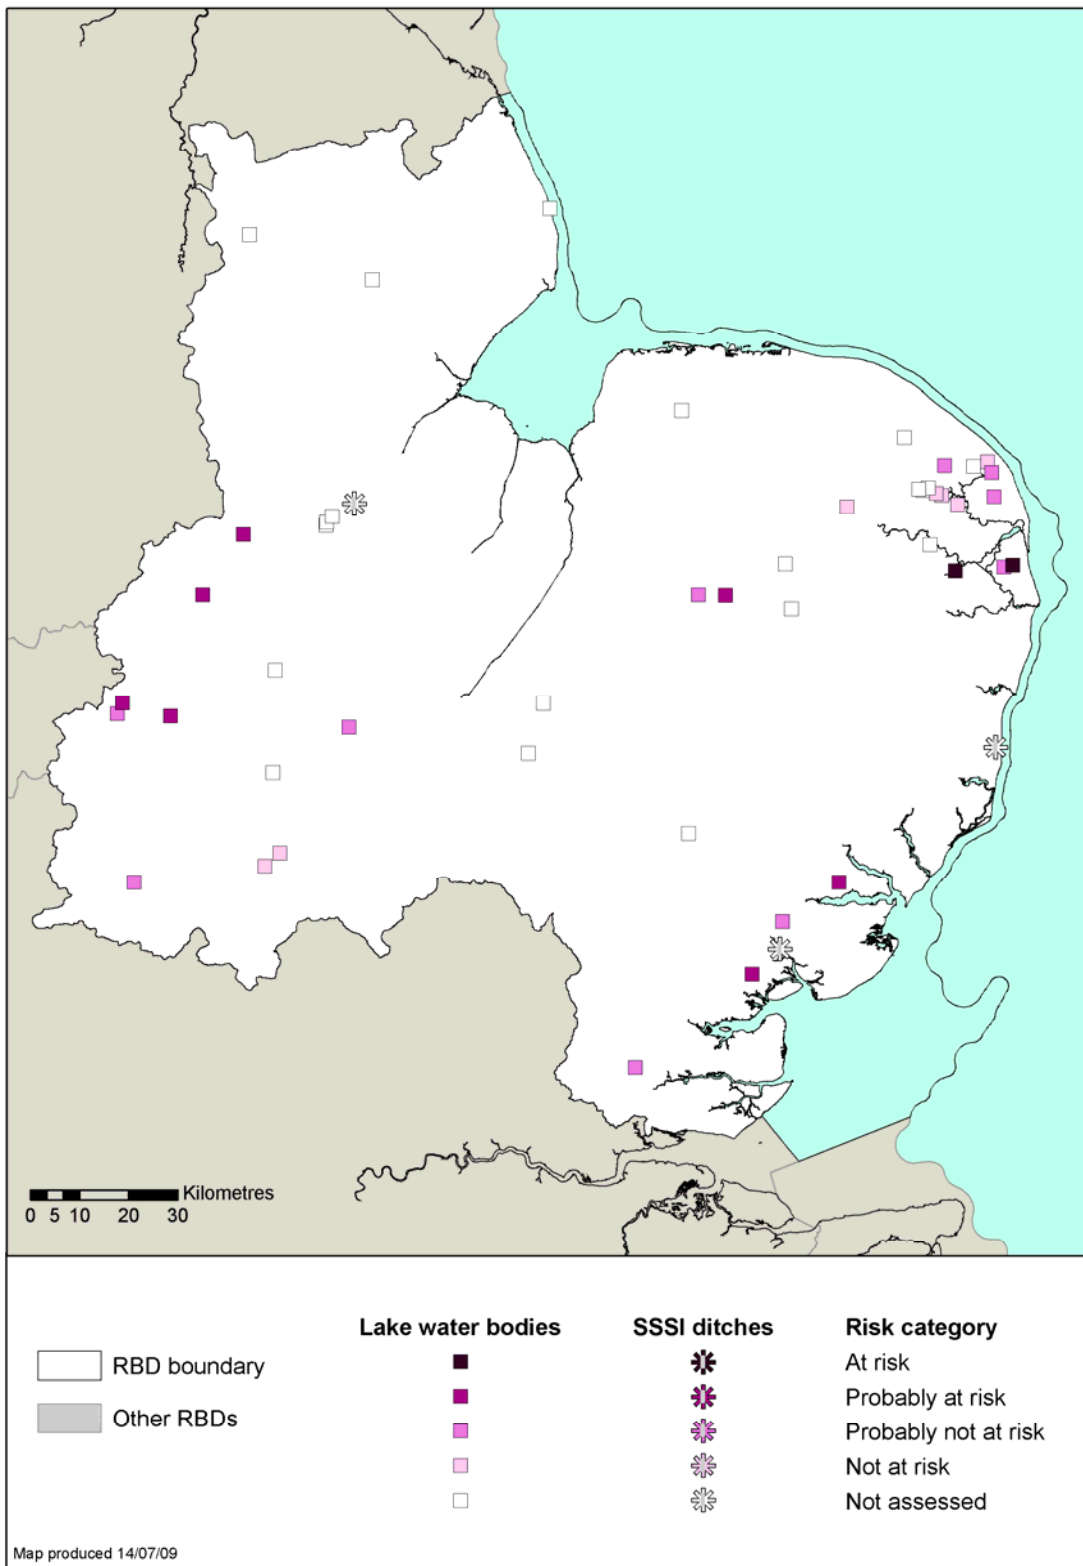 Kilometres
0 5 10 20 30
Lake water bodies SSSI ditches Risk category
RBD boundary
Other RBDs
At risk
Probably at risk
Probably not at risk
Not at risk
Not assessed
Map produced 14/07/09